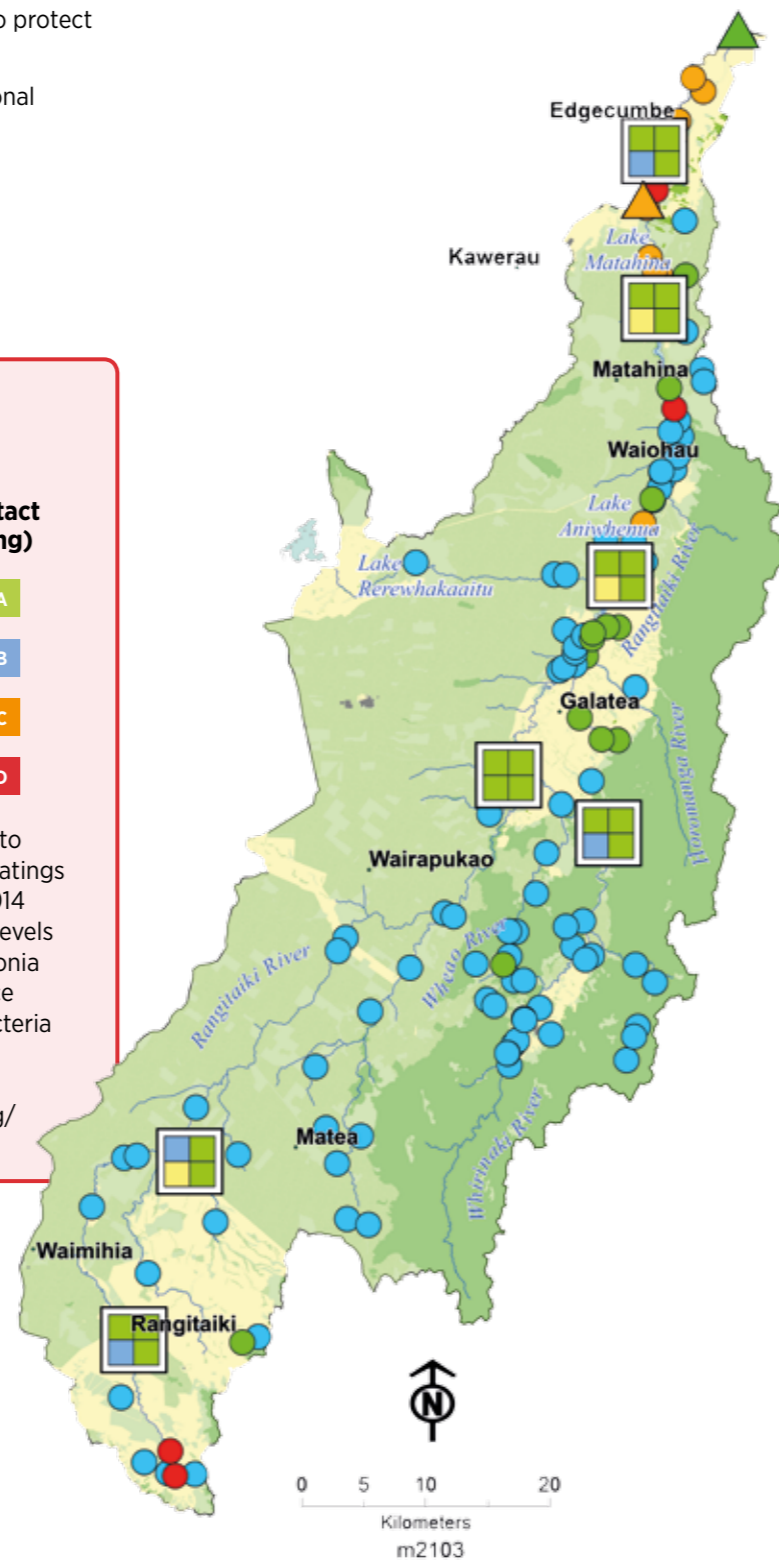 o protect
onal
tact
ng)
A
B
C
D
to
atings
014
evels
onia
ce
cteria
g/
Edgecumbe
Kawerau
Lake
Matahina
Matahina
Waiohau
Lake
Aniwhenua
Lake
Rerewhakaaitu
Rangitaiki River
Galatea
Horomanga River
Wairapukao
Wheao River
Rangitaiki River
Matea
Whirinaki River
Waimihia
Rangitaiki
N
0 5 10 20
Kilometers
m2103